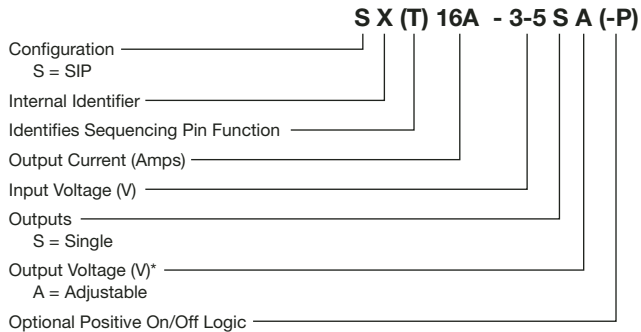 S X (T) 16A - 3-5 S A (-P)
Configuration
S = SIP
Internal Identifier
Identifies Sequencing Pin Function
Output Current (Amps)
Input Voltage (V)
Outputs
S = Single
Output Voltage (V)*
A = Adjustable
Optional Positive On/Off Logic